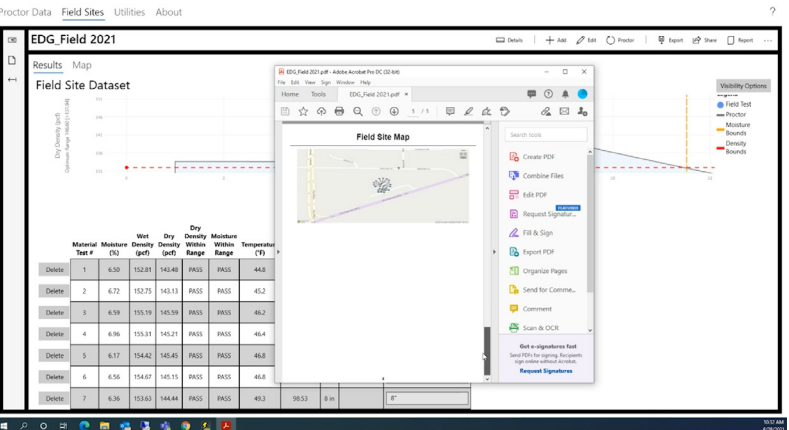 Proctor Data Field Sites Utilities About ?
EDG_Field 2021
Details Add Edit Proctor Export Share Report
Results Map
Field Site Dataset
Visibility Options
Field Test
Proctor
Moisture
Bounds
Density
Bounds
Dry Density (pcf)
EDG_Field 2021.pdf - Adobe Acrobat Pro DC (32-bit)
File Edit View Sign Window Help
Home Tools EDG_Field 2021.pdf ×
1 / 1
Field Site Map
Search tools
Create PDF
Combine Files
Edit PDF
Request Signatur...
Fill & Sign
Export PDF
Organize Pages
Send for Comme...
Comment
Scan & OCR
Get e-signatures fast
Send PDFs for signing. Recipients
sign online without Acrobat.
Request Signatures
Material Test # Moisture (%) Wet Density (pcf) Dry Density (pcf) Dry Density Within Range Moisture Within Range Temperatur (°F)
Delete 1 6.50 152.81 143.48 PASS PASS 44.8
Delete 2 6.72 152.75 143.13 PASS PASS 45.2
Delete 3 6.59 155.19 145.59 PASS PASS 46.2
Delete 4 6.96 155.31 145.21 PASS PASS 46.4
Delete 5 6.17 154.42 145.45 PASS PASS 46.8
Delete 6 6.56 154.67 145.15 PASS PASS 46.8
Delete 7 6.36 153.63 144.44 PASS PASS 49.3 98.53 8 in 8"
10:12 AM